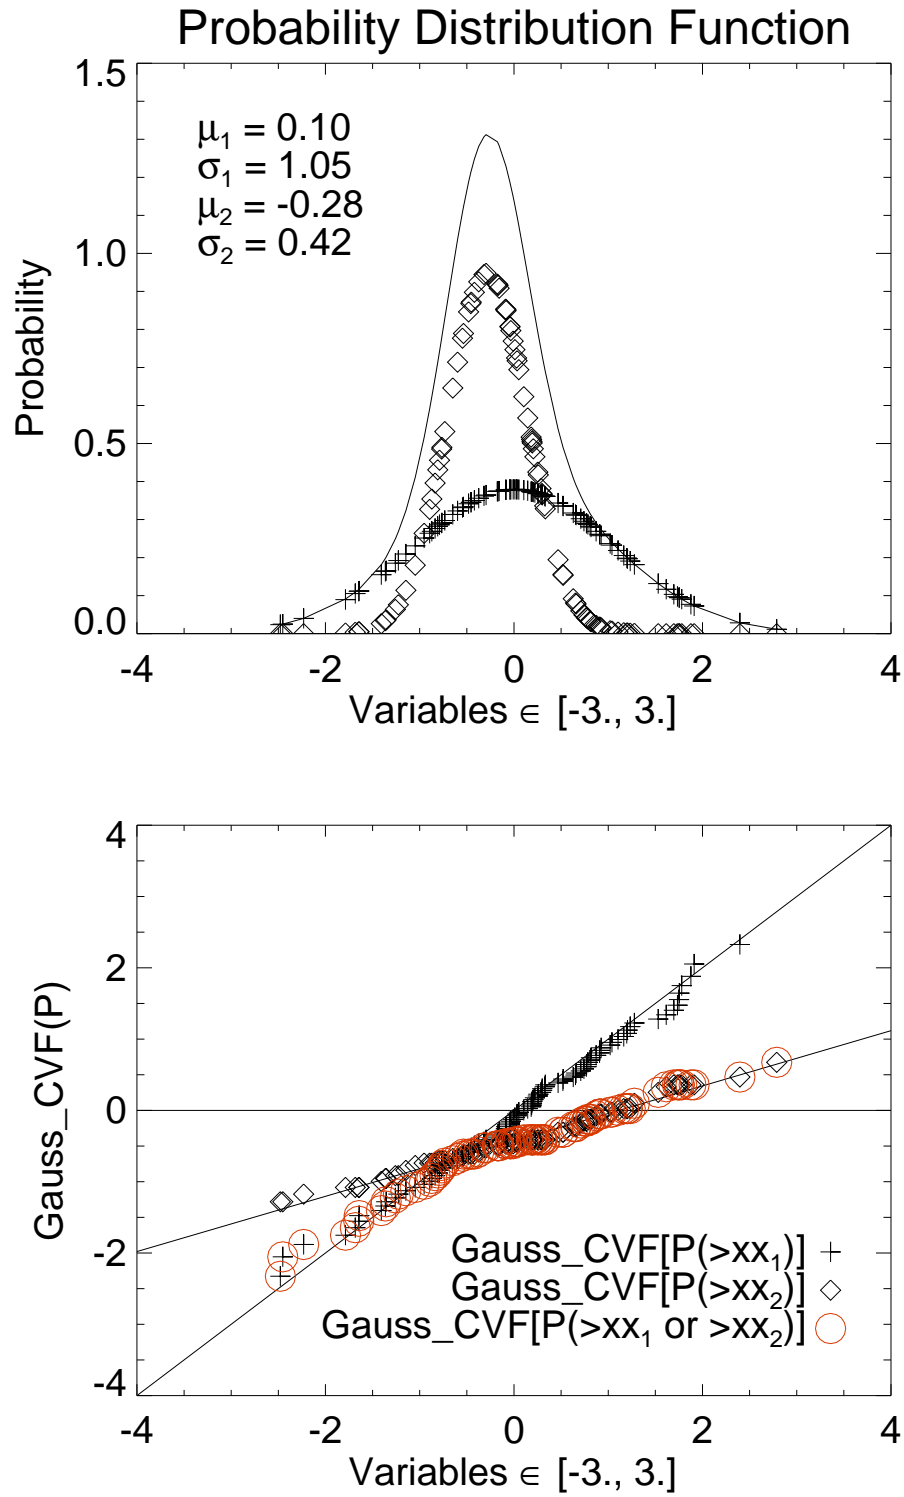 Probability Distribution Function
1.5
μ1 = 0.10
σ1 = 1.05
μ2 = -0.28
σ2 = 0.42
1.0
Probability
0.5
0.0
-4 -2 0 2 4
Variables ∈ [-3., 3.]
4
2
0
Gauss_CVF(P)
-2
Gauss_CVF[P(>xx1)]
Gauss_CVF[P(>xx2)]
Gauss_CVF[P(>xx1 or >xx2)]
-4
-4 -2 0 2 4
Variables ∈ [-3., 3.]